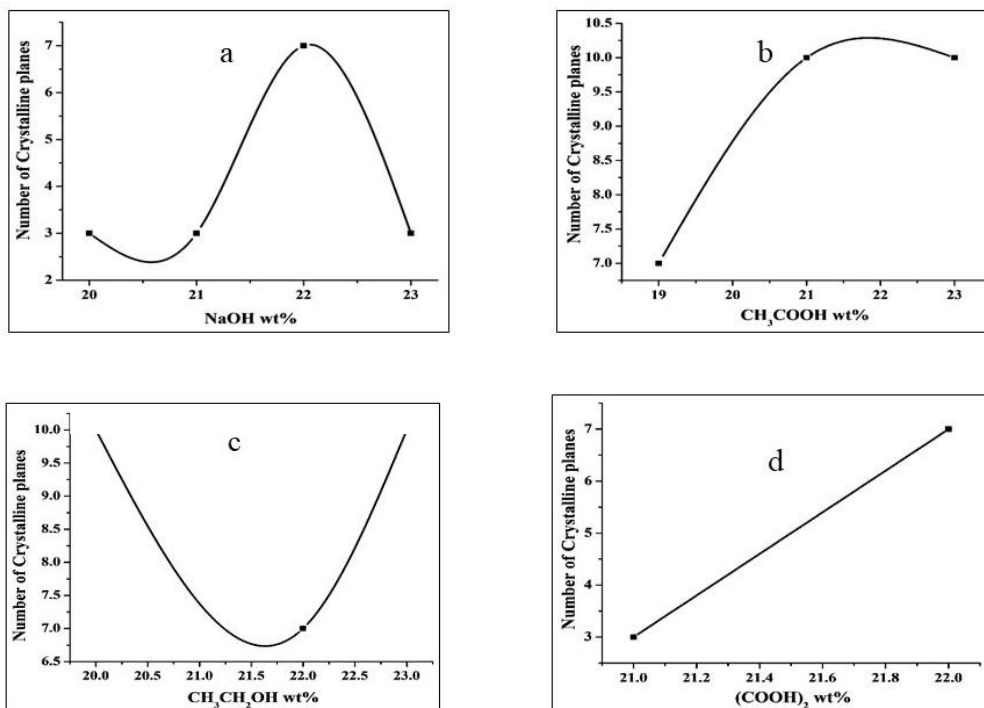 a
Number of Crystalline planes
7
6
5
4
3
2
20 21 22 23
NaOH wt%
b
Number of Crystalline planes
10.5
10.0
9.5
9.0
8.5
8.0
7.5
7.0
19 20 21 22 23
CH₃COOH wt%
c
Number of Crystalline planes
10.0
9.5
9.0
8.5
8.0
7.5
7.0
6.5
20.0 20.5 21.0 21.5 22.0 22.5 23.0
CH₃CH₂OH wt%
d
Number of Crystalline planes
7
6
5
4
3
21.0 21.2 21.4 21.6 21.8 22.0
(COOH)₂ wt%